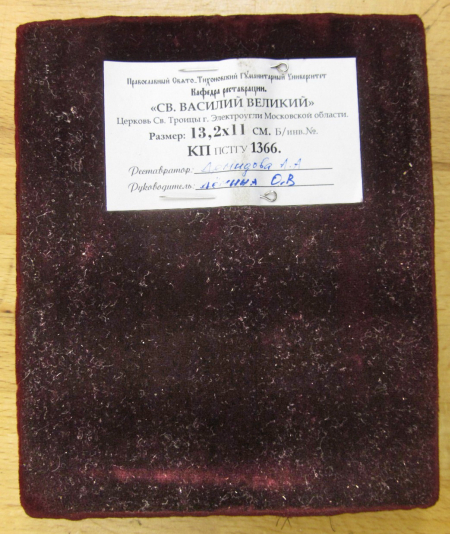 Православный Свято-Тихоновский Гуманитарный Университет
Кафедра реставрации.
«СВ. ВАСИЛИЙ ВЕЛИКИЙ»
Церковь Св. Троицы г. Электроугли Московской области.
Размер: 13,2х11 СМ. Б/инв.№.
КП ПСТГУ 1366.
Реставратор: А.А
Руководитель О.В